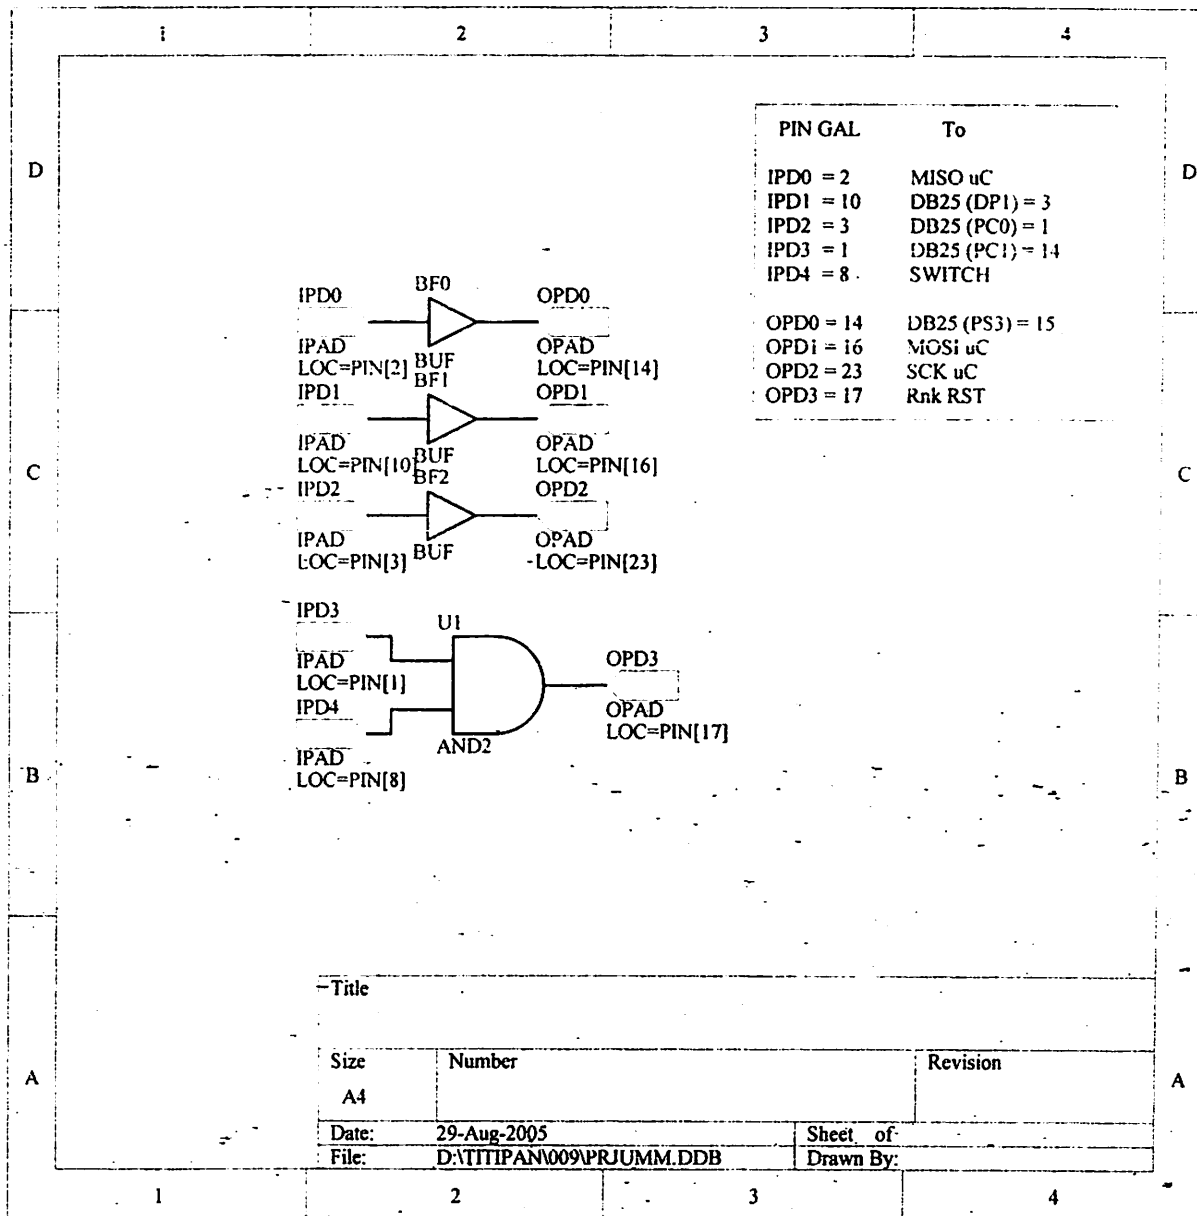 1 2 3 4
D D
PIN GAL To
IPD0 = 2 MISO uC
IPD1 = 10 DB25 (DP1) = 3
IPD2 = 3 DB25 (PC0) = 1
IPD3 = 1 DB25 (PC1) = 14
IPD4 = 8 SWITCH
OPD0 = 14 DB25 (PS3) = 15
OPD1 = 16 MOSI uC
OPD2 = 23 SCK uC
OPD3 = 17 Rnk RST
IPD0 BF0 OPD0
IPAD BUF OPAD
LOC=PIN[2] LOC=PIN[14]
IPD1 BF1 OPD1
IPAD BUF OPAD
LOC=PIN[10] LOC=PIN[16]
C C
IPD2 BF2 OPD2
IPAD BUF OPAD
LOC=PIN[3] LOC=PIN[23]
IPD3 U1
IPAD OPD3
LOC=PIN[1]
IPD4 OPAD
AND2 LOC=PIN[17]
IPAD
LOC=PIN[8]
B B
Title
Size Number Revision
A4
A A
Date: 29-Aug-2005 Sheet of
File: D:\TITIPAN\009\PRJUMM.DDB Drawn By:
1 2 3 4